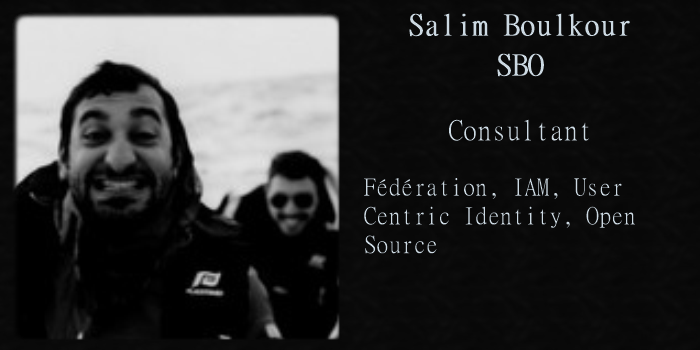 Salim Boulkour
SBO
Consultant
Fédération, IAM, User
Centric Identity, Open
Source